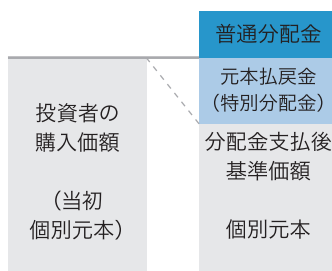 普通分配金
元本払戻金
（特別分配金）
投資者の
購入価額
（当初
個別元本）
分配金支払後
基準価額
個別元本